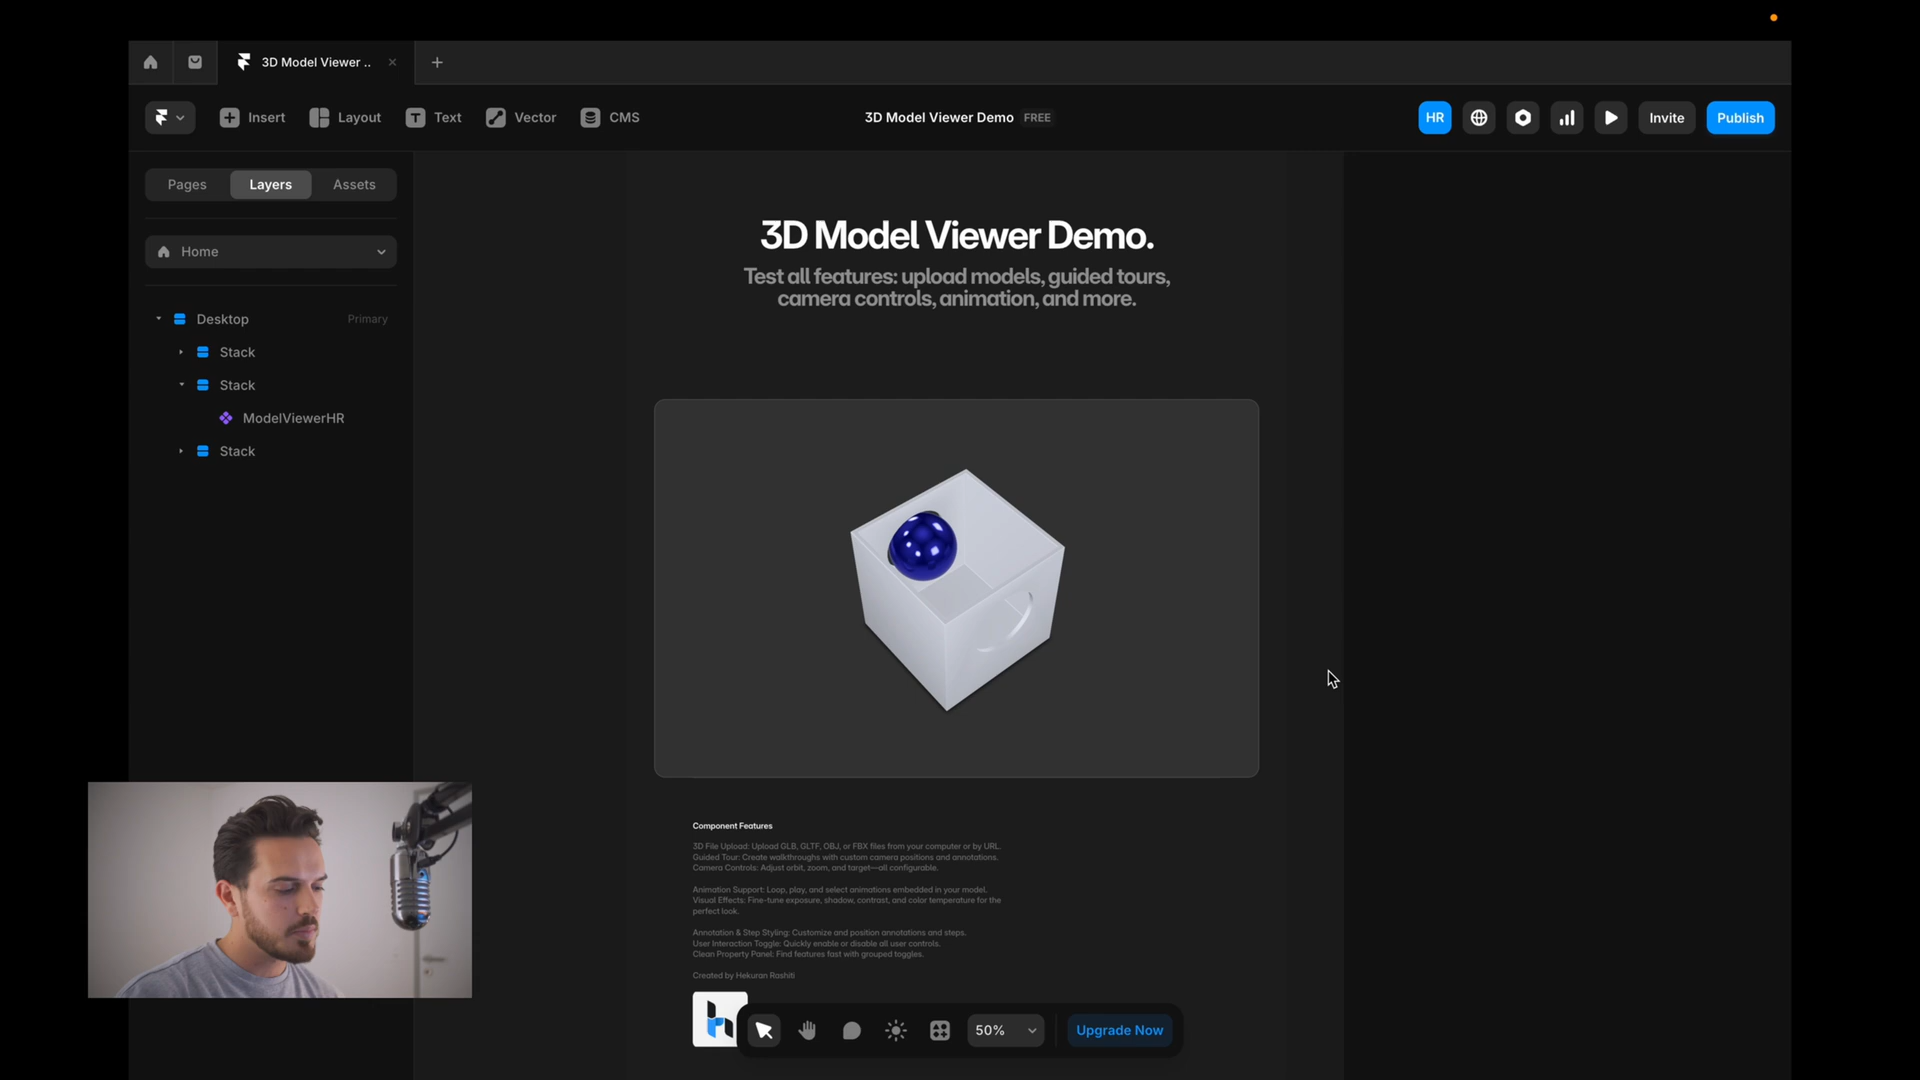 3D Model Viewer ..
Insert
Layout
Text
Vector
CMS
3D Model Viewer Demo FREE
HR
Invite
Publish
Pages
Layers
Assets
Home
Desktop
Primary
Stack
Stack
ModelViewerHR
Stack
3D Model Viewer Demo.
Test all features: upload models, guided tours,
camera controls, animation, and more.
Component Features
3D File Upload: Upload GLB, GLTF, OBJ, or FBX files from your computer or by URL.
Guided Tour: Create walkthroughs with custom camera positions and annotations.
Camera Controls: Adjust orbit, zoom, and target—all configurable.
Animation Support: Loop, play, and select animations embedded in your model.
Visual Effects: Fine-tune exposure, shadow, contrast, and color temperature for the
perfect look.
Annotation & Step Styling: Customize and position annotations and steps.
User Interaction Toggle: Quickly enable or disable all user controls.
Clean Property Panel: Find features fast with grouped toggles.
Created by Hekuran Rashiti
50%
Upgrade Now